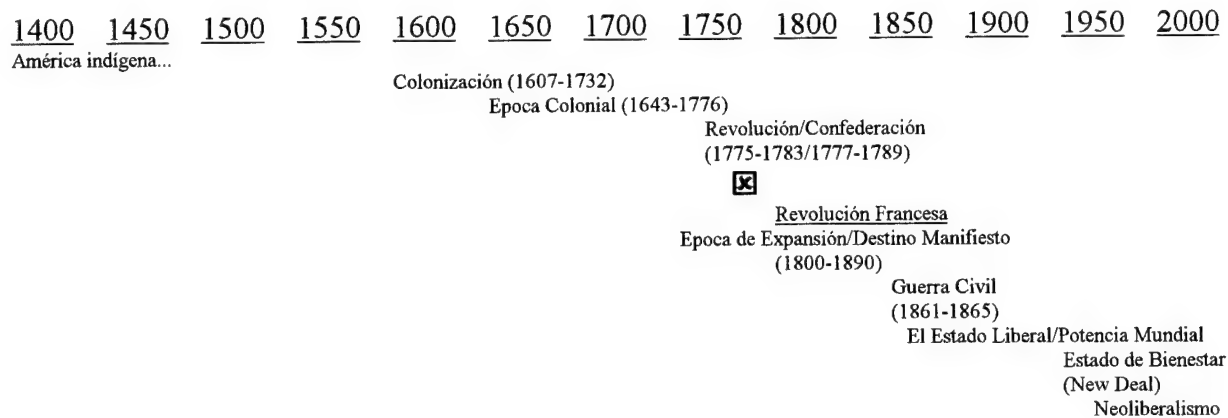 1400 1450 1500 1550 1600 1650 1700 1750 1800 1850 1900 1950 2000
América indígena...
Colonización (1607-1732)
Epoca Colonial (1643-1776)
Revolución/Confederación
(1775-1783/1777-1789)
Revolución Francesa
Epoca de Expansión/Destino Manifiesto
(1800-1890)
Guerra Civil
(1861-1865)
El Estado Liberal/Potencia Mundial
Estado de Bienestar
(New Deal)
Neoliberalismo